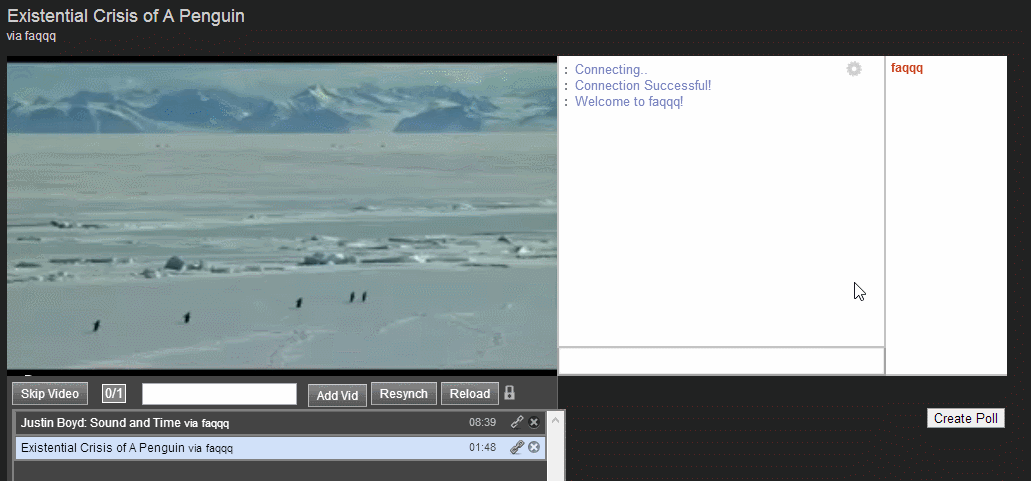 Existential Crisis of A Penguin
via faqqq
: Connecting..
: Connection Successful!
: Welcome to faqqq!
faqqq
Skip Video
0/1
Add Vid
Resynch
Reload
Justin Boyd: Sound and Time via faqqq 08:39
Existential Crisis of A Penguin via faqqq 01:48
Create Poll